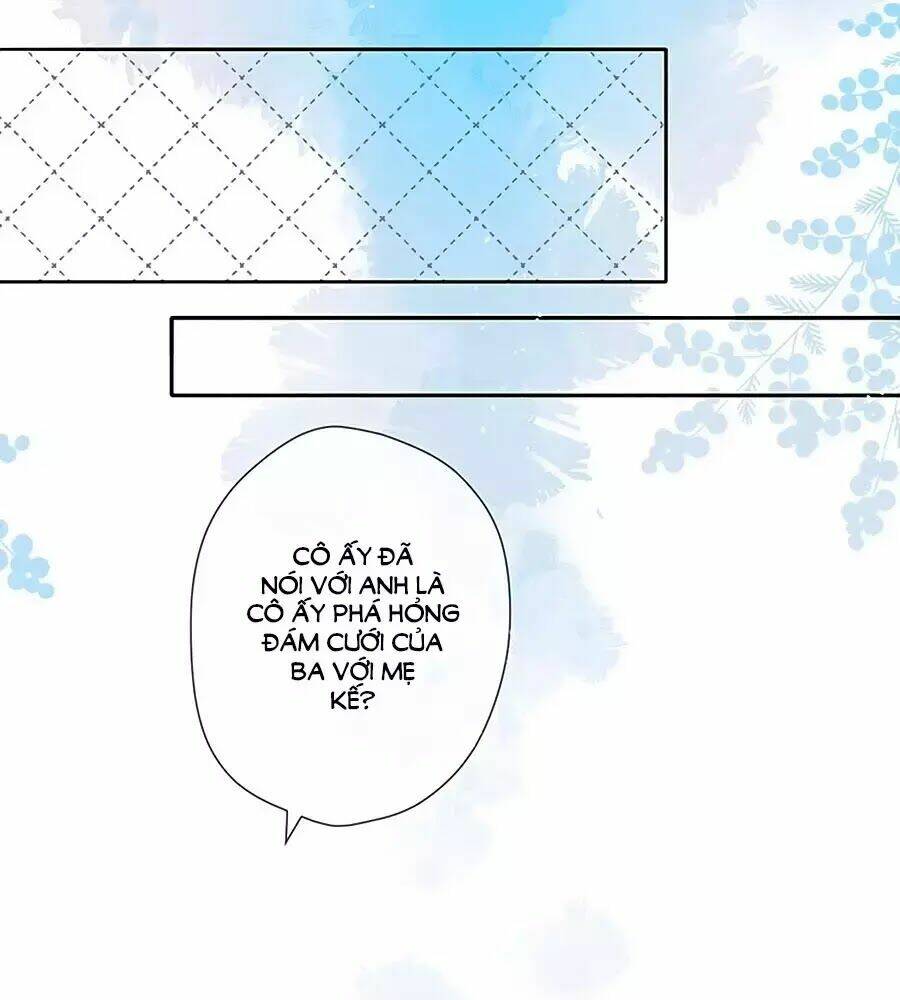 CÔ ẤY ĐÃ
NÓI VỚI ANH LÀ
CÔ ẤY PHÁ HỎNG
ĐÁM CƯỚI CỦA
BA VỚI MẸ
KẾ?